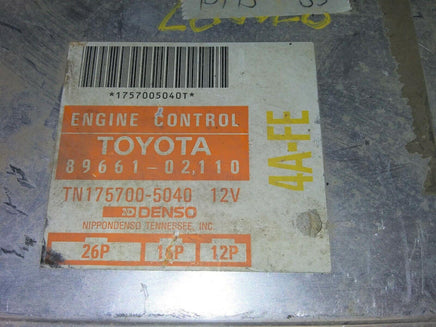 *1757005040T*
ENGINE CONTROL
TOYOTA
89661-02110
TN175700-5040 12V
DENSO
NIPPONDENSO TENNESSEE, INC.
26P 16P 12P
4A-FE